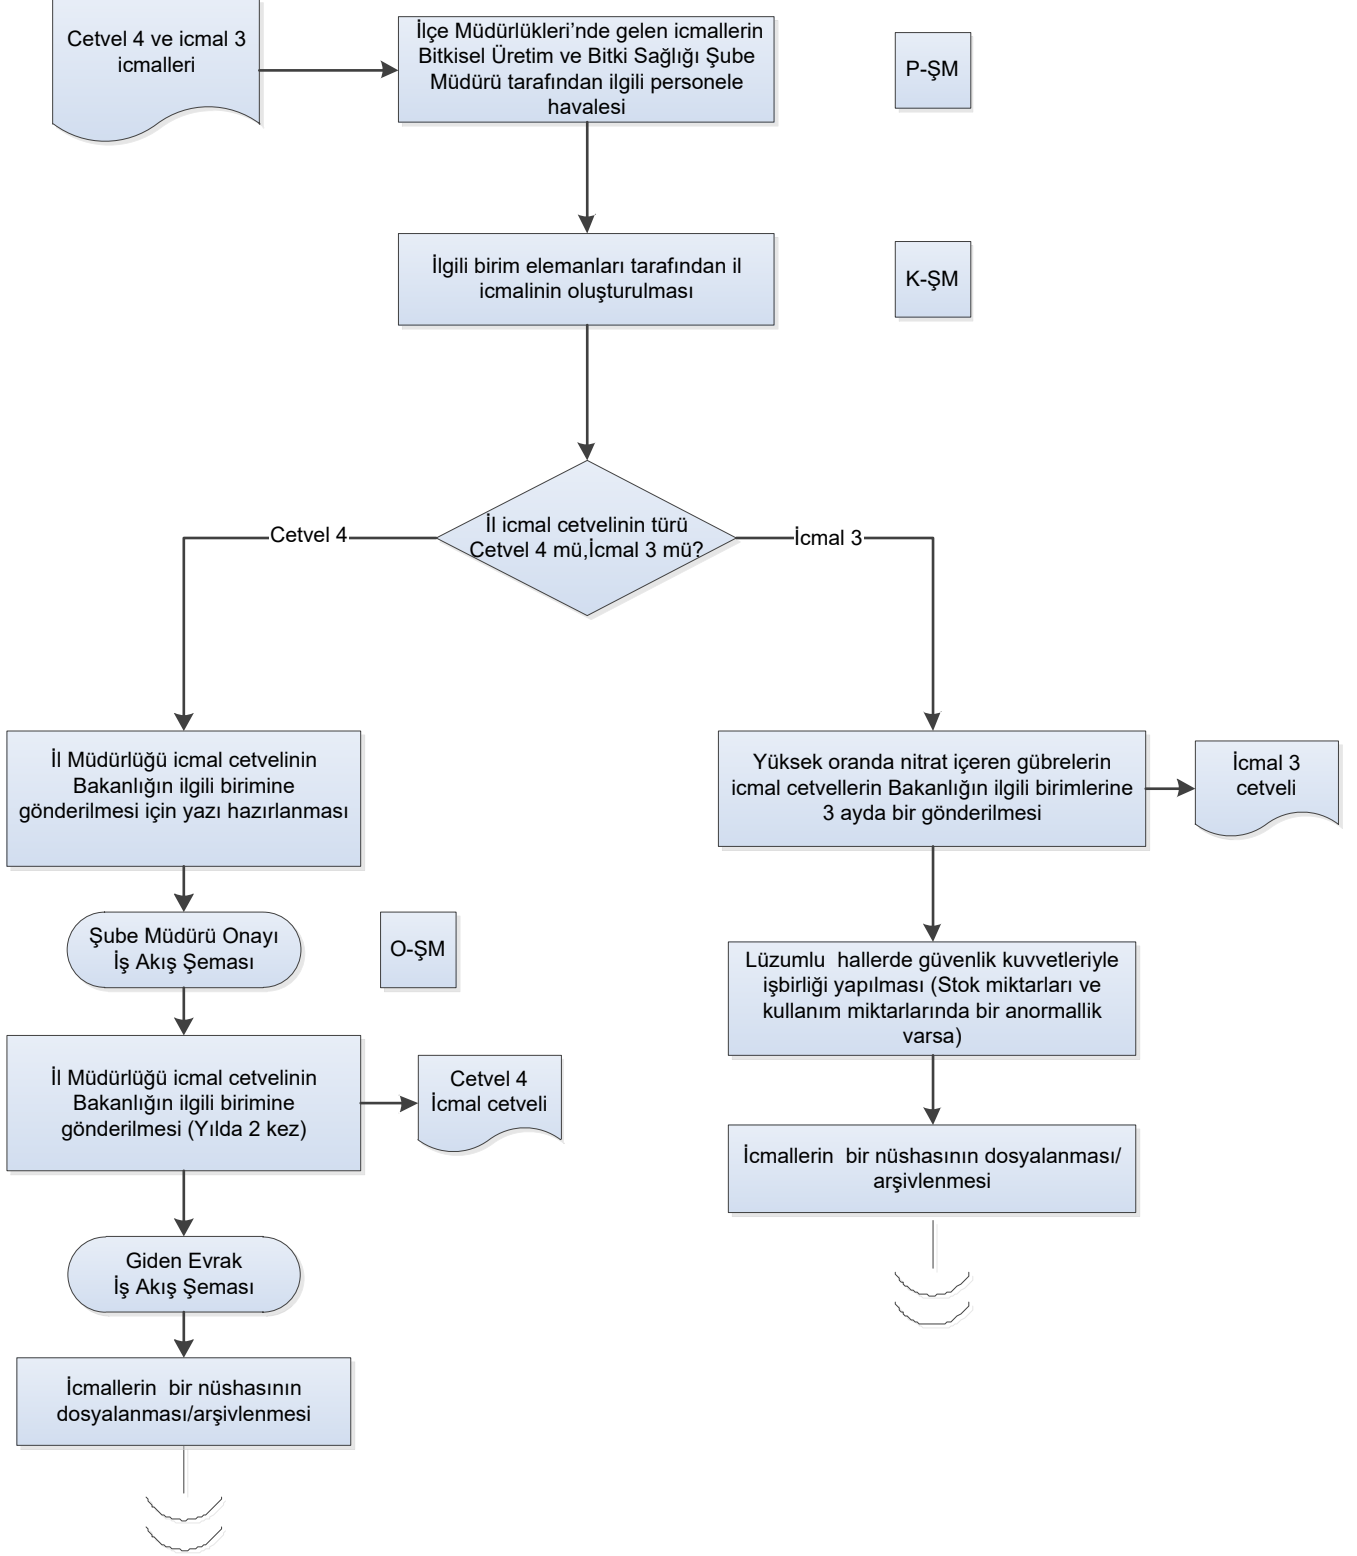 Cetvel 4 ve icmal 3
icmalleri
İlçe Müdürlükleri’nde gelen icmallerin
Bitkisel Üretim ve Bitki Sağlığı Şube
Müdürü tarafından ilgili personele
havalesi
P-ŞM
İlgili birim elemanları tarafından il
icmalinin oluşturulması
K-ŞM
İl icmal cetvelinin türü
Cetvel 4 mü,İcmal 3 mü?
Cetvel 4
İcmal 3
İl Müdürlüğü icmal cetvelinin
Bakanlığın ilgili birimine
gönderilmesi için yazı hazırlanması
Şube Müdürü Onayı
İş Akış Şeması
O-ŞM
İl Müdürlüğü icmal cetvelinin
Bakanlığın ilgili birimine
gönderilmesi (Yılda 2 kez)
Cetvel 4
İcmal cetveli
Giden Evrak
İş Akış Şeması
İcmallerin  bir nüshasının
dosyalanması/arşivlenmesi
Yüksek oranda nitrat içeren gübrelerin
icmal cetvellerin Bakanlığın ilgili birimlerine
3 ayda bir gönderilmesi
İcmal 3
cetveli
Lüzumlu  hallerde güvenlik kuvvetleriyle
işbirliği yapılması (Stok miktarları ve
kullanım miktarlarında bir anormallik
varsa)
İcmallerin  bir nüshasının dosyalanması/
arşivlenmesi